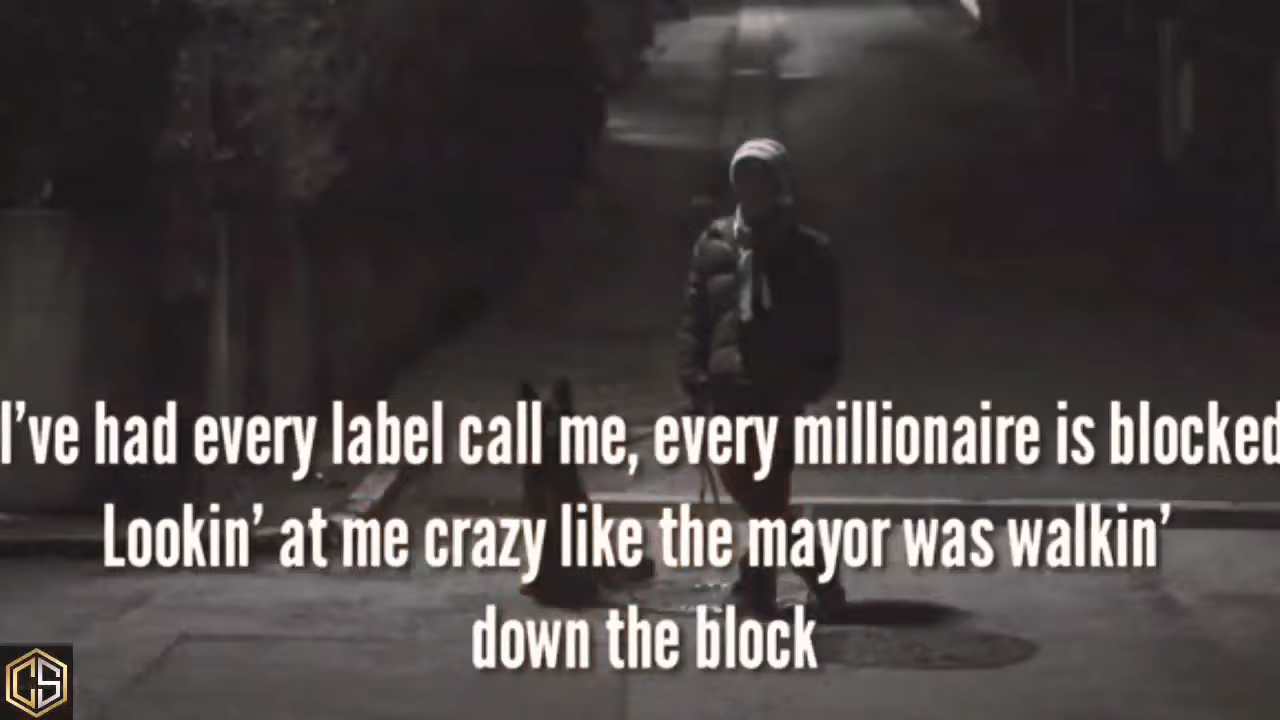 I've had every label call me, every millionaire is blocked
Lookin' at me crazy like the mayor was walkin'
down the block
CS